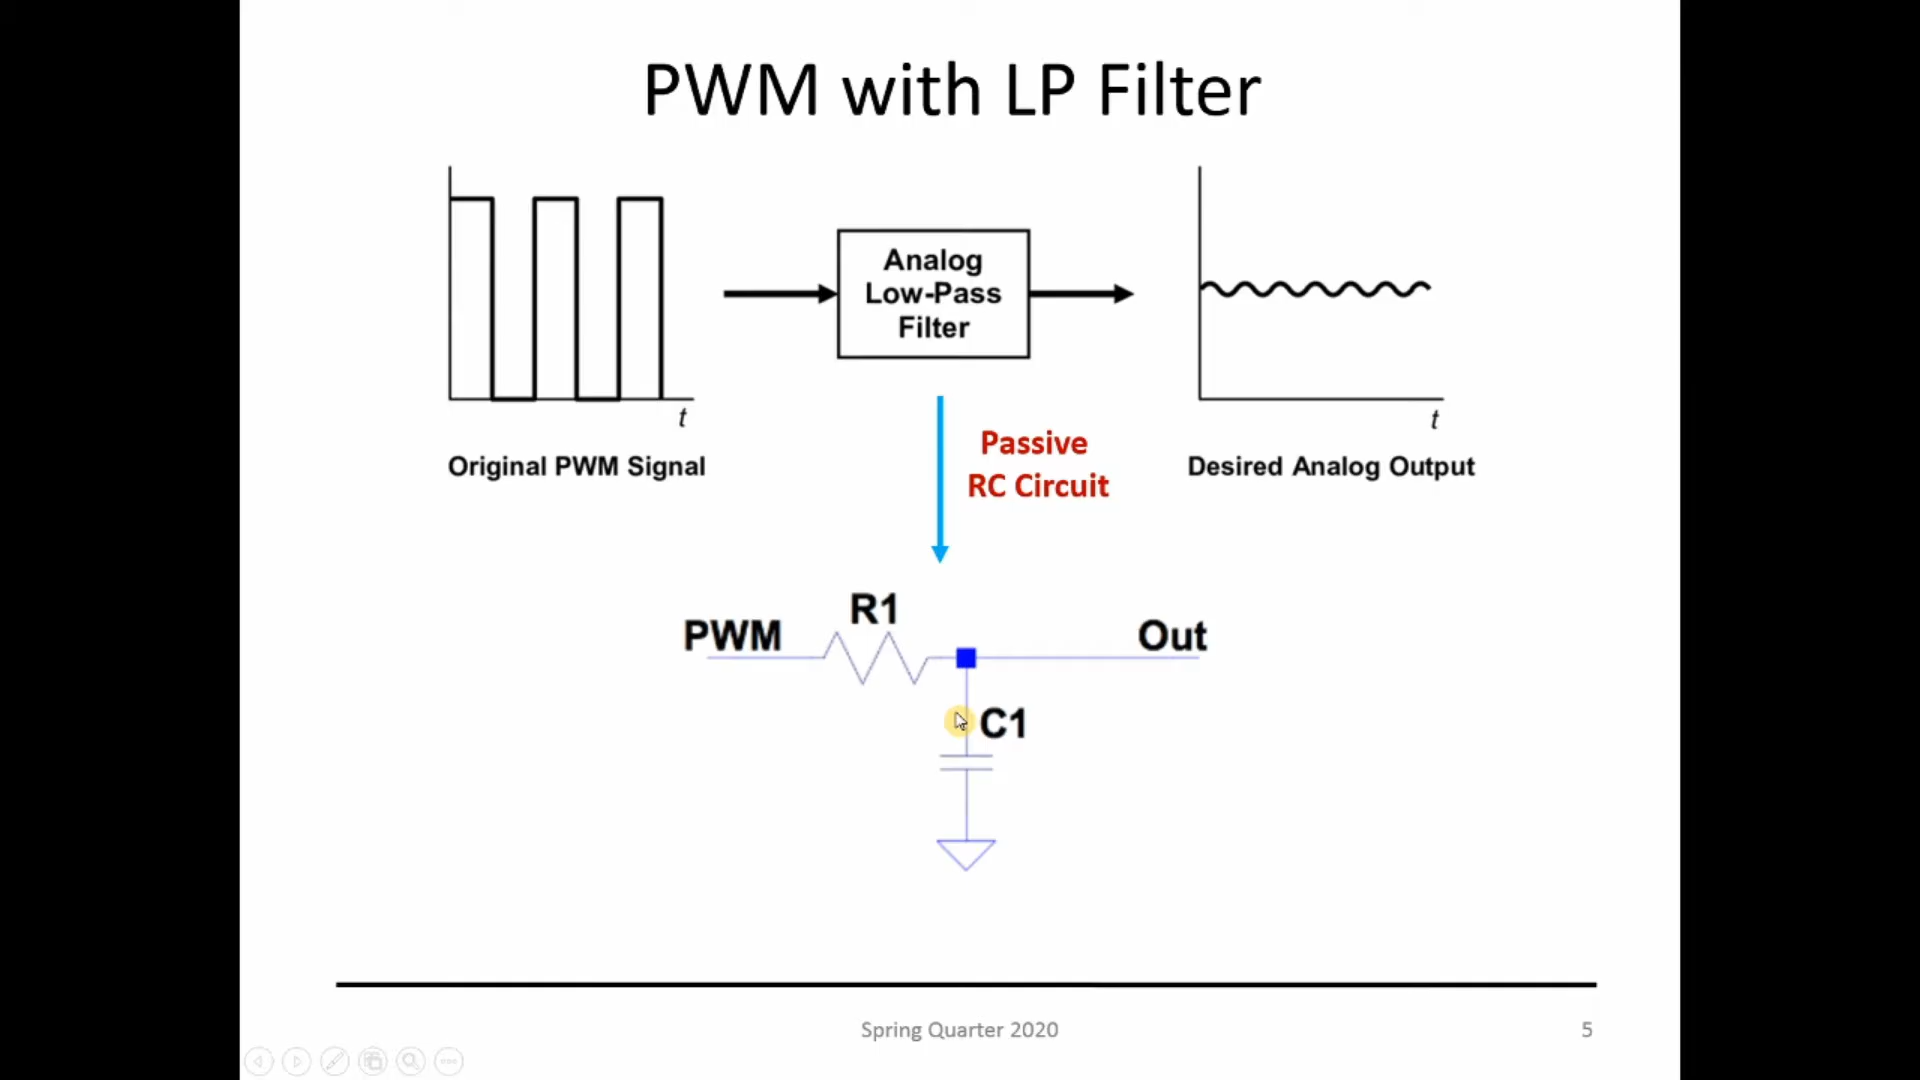 PWM with LP Filter
Analog
Low-Pass
Filter
t
t
Original PWM Signal
Passive
RC Circuit
Desired Analog Output
R1
PWM
Out
C1
Spring Quarter 2020
5